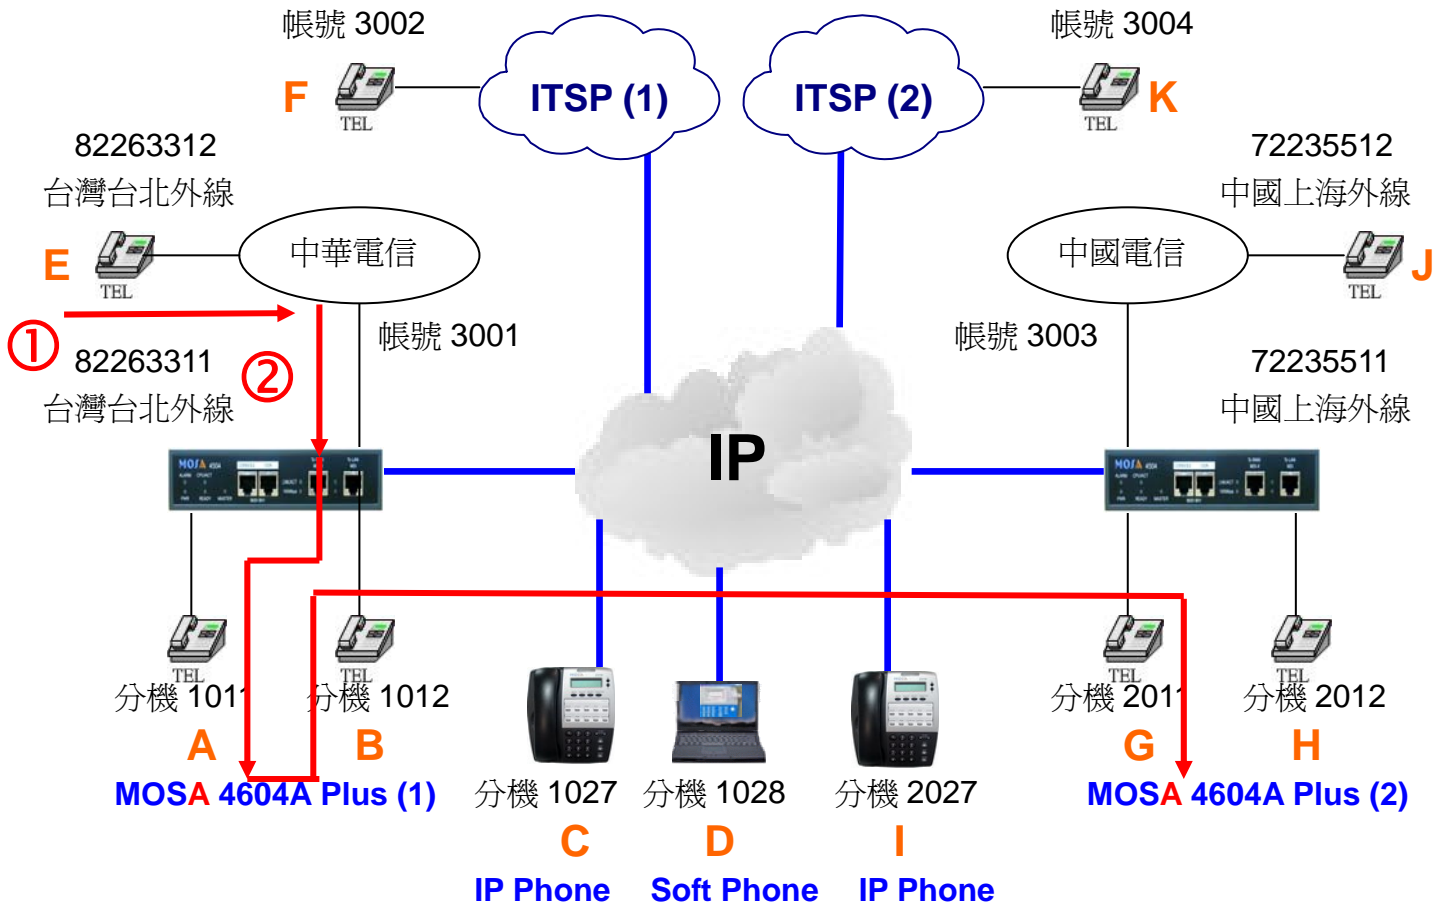 帳號 3002
帳號 3004
F
TEL
ITSP (1)
ITSP (2)
TEL
K
82263312
台灣台北外線
72235512
中國上海外線
E
TEL
中華電信
中國電信
TEL
J
①
帳號 3001
帳號 3003
82263311
台灣台北外線
②
72235511
中國上海外線
IP
MOSA 4504
MOSA 4504
TEL
TEL
TEL
TEL
分機 1011
分機 1012
分機 2011
分機 2012
A
B
G
H
MOSA 4604A Plus (1)
分機 1027
分機 1028
分機 2027
MOSA 4604A Plus (2)
C
D
I
IP Phone
Soft Phone
IP Phone